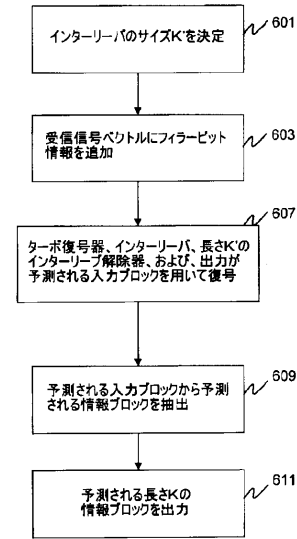 インターリーバのサイズK'を決定
601
受信信号ベクトルにフィラービット
情報を追加
603
607
ターボ復号器、インターリーバ、長さK'の
インターリーブ解除器、および、出力が
予測される入力ブロックを用いて復号
予測される入力ブロックから予測
される情報ブロックを抽出
609
予測される長さKの
情報ブロックを出力
611